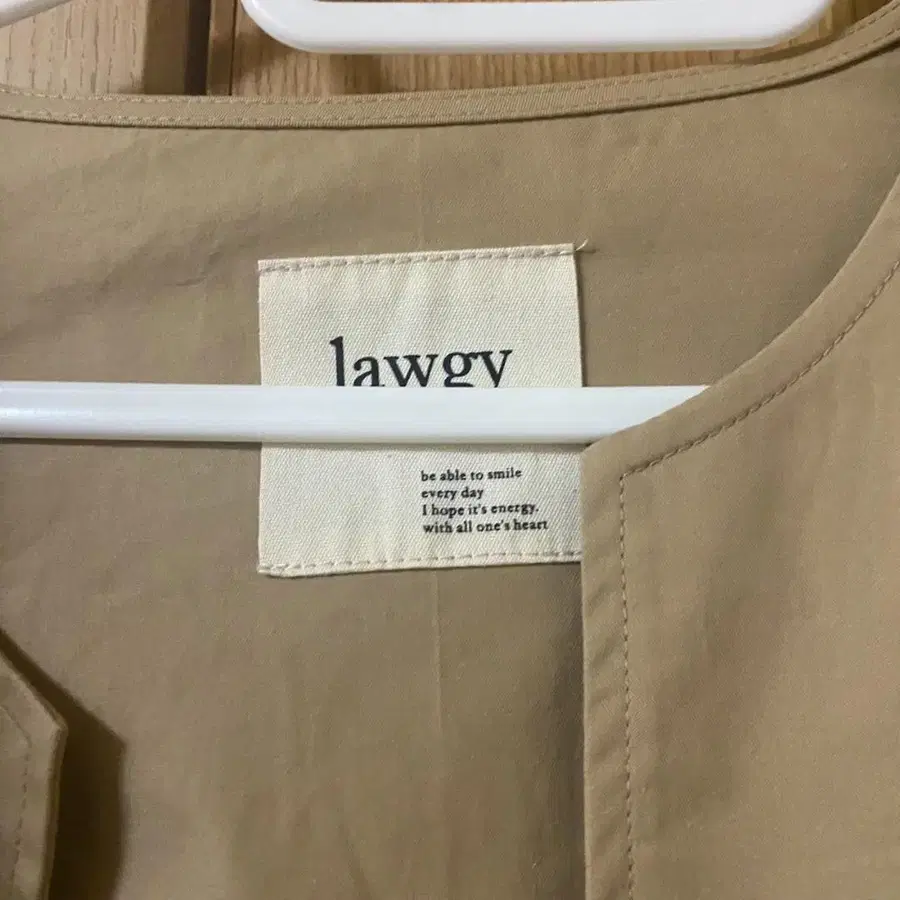 lawgy
be able to smile
every day
I hope it's energy.
with all one's heart